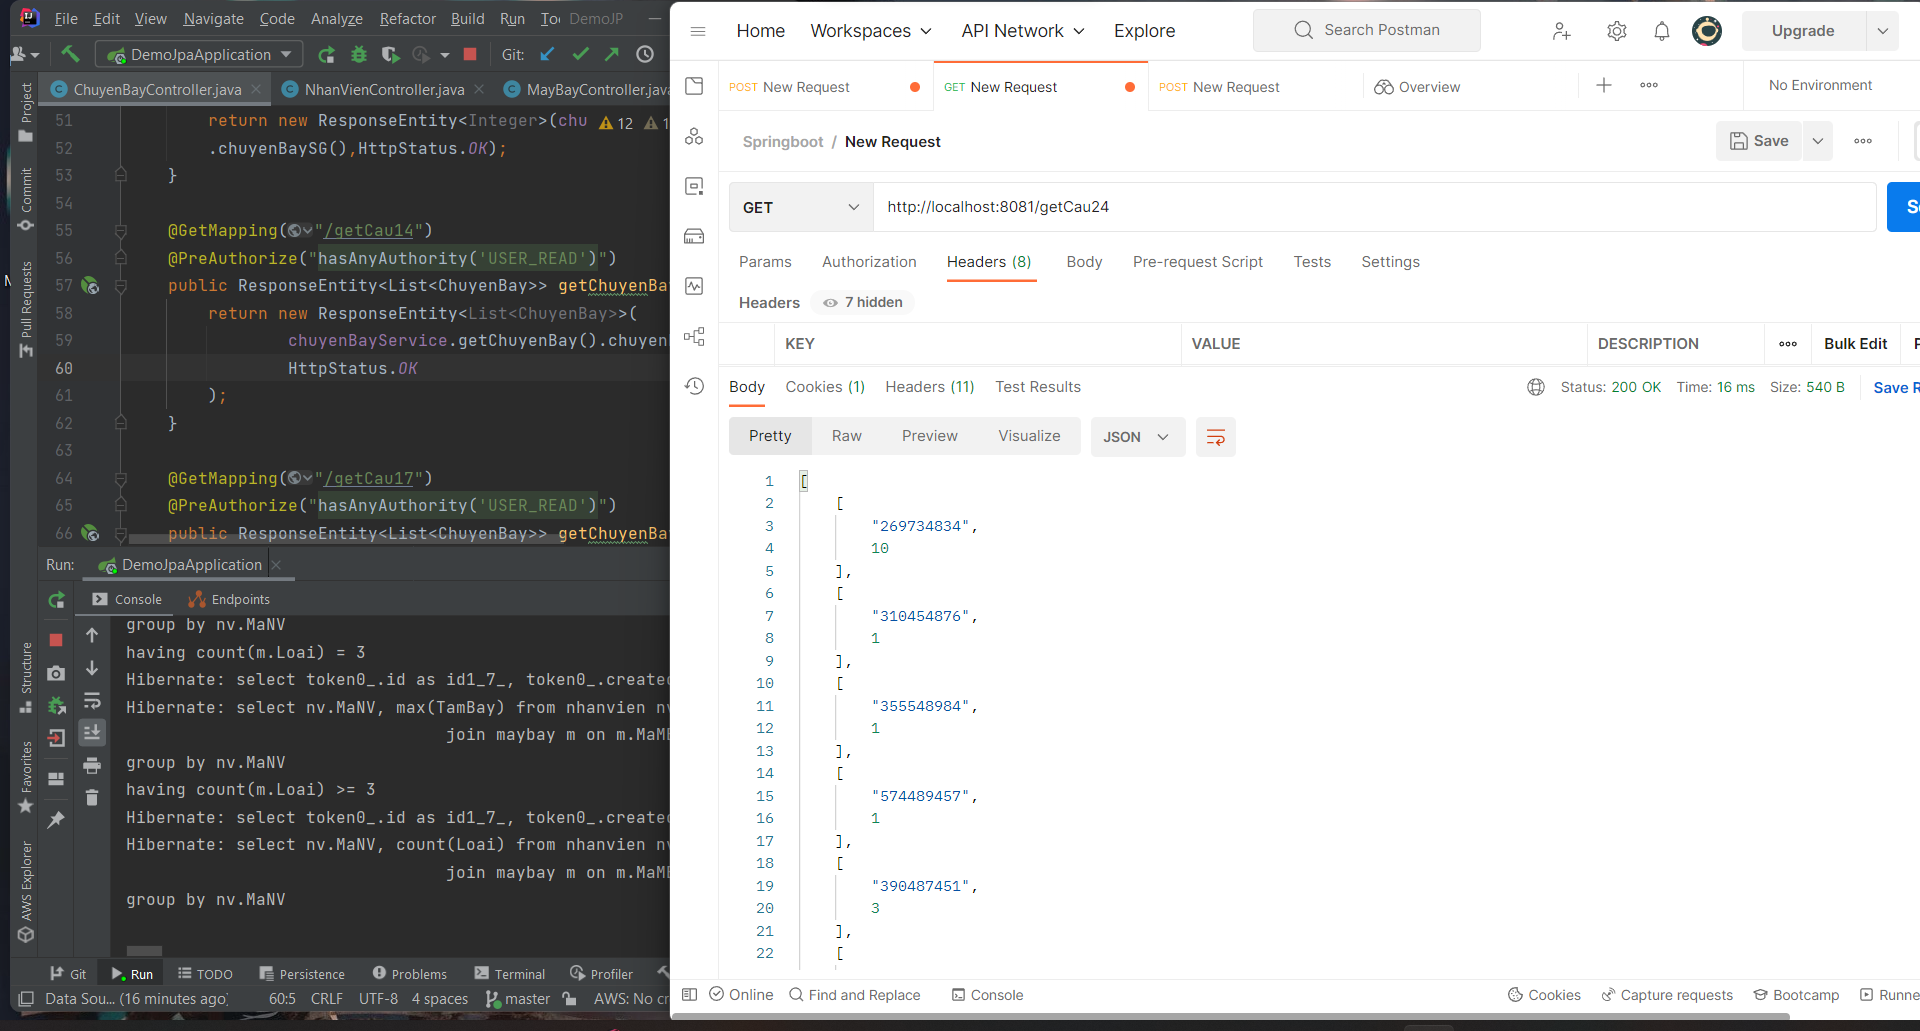 File Edit View Navigate Code Analyze Refactor Build Run DemoJP
DemoJpaApplication Git:
ChuyenBayController.java NhanVienController.java MayBayController.java
51 return new ResponseEntity<Integer>(chu 12
52 .chuyenBaySG(),HttpStatus.OK);
53 }
54
55 @GetMapping("/getCau14")
56 @PreAuthorize("hasAnyAuthority('USER_READ')")
57 public ResponseEntity<List<ChuyenBay>> getChuyenBa
58 return new ResponseEntity<List<ChuyenBay>>(
59 chuyenBayService.getChuyenBay().chuyen
60 HttpStatus.OK
61 );
62 }
63
64 @GetMapping("/getCau17")
65 @PreAuthorize("hasAnyAuthority('USER_READ')")
66 public ResponseEntity<List<ChuyenBay>> getChuyenBa
Project
Commit
Pull Requests
Structure
Favorites
AWS Explorer
Run: DemoJpaApplication
Console Endpoints
group by nv.MaNV
having count(m.Loai) = 3
Hibernate: select token0_.id as id1_7_, token0_.created
Hibernate: select nv.MaNV, max(TamBay) from nhanvien nv
join maybay m on m.MaMB
group by nv.MaNV
having count(m.Loai) >= 3
Hibernate: select token0_.id as id1_7_, token0_.created
Hibernate: select nv.MaNV, count(Loai) from nhanvien nv
join maybay m on m.MaMB
group by nv.MaNV
Git Run TODO Persistence Problems Terminal Profiler
Data Sou... (16 minutes ago) 60:5 CRLF UTF-8 4 spaces master AWS: No cr
Home Workspaces API Network Explore Search Postman Upgrade
POST New Request GET New Request POST New Request Overview No Environment
Springboot / New Request Save
GET http://localhost:8081/getCau24
Params Authorization Headers (8) Body Pre-request Script Tests Settings
Headers 7 hidden
KEY VALUE DESCRIPTION Bulk Edit
Body Cookies (1) Headers (11) Test Results Status: 200 OK Time: 16 ms Size: 540 B Save R
Pretty Raw Preview Visualize JSON
1 [
2 [
3 "269734834",
4 10
5 ],
6 [
7 "310454876",
8 1
9 ],
10 [
11 "355548984",
12 1
13 ],
14 [
15 "574489457",
16 1
17 ],
18 [
19 "390487451",
20 3
21 ],
22 [
Online Find and Replace Console Cookies Capture requests Bootcamp Runne